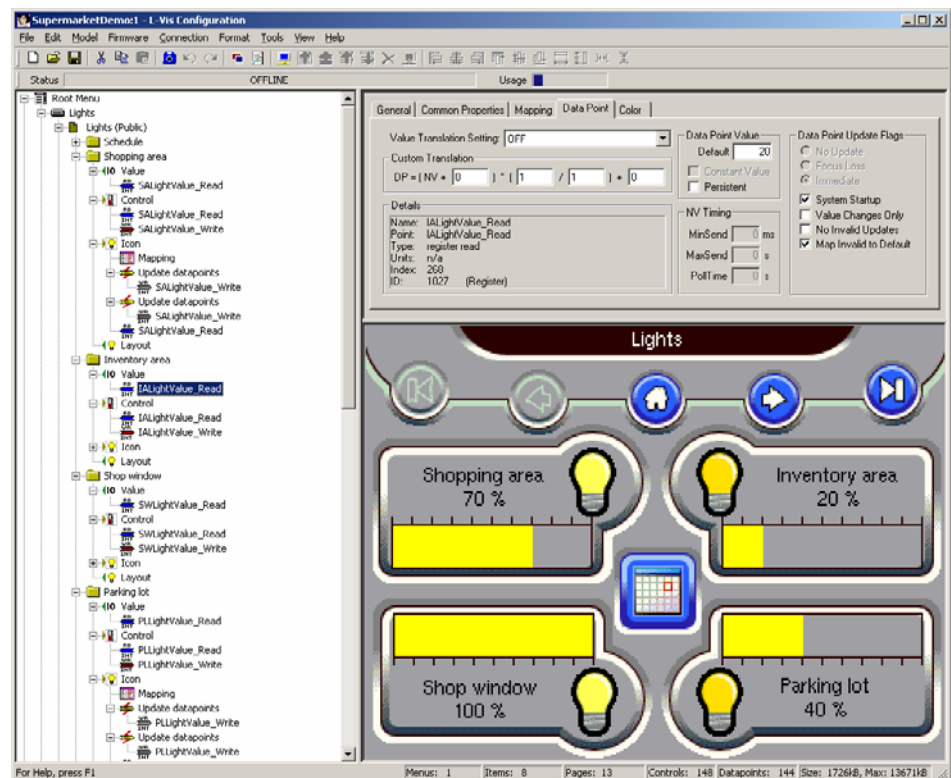 SupermarketDemo:1 - L-Vis Configuration
File Edit Model Firmware Connection Format Tools View Help
Status OFFLINE Usage
Root Menu
Lights
Lights (Public)
Schedule
Shopping area
Value
SALightValue_Read
Control
SALightValue_Read
SALightValue_Write
Icon
Mapping
Update datapoints
SALightValue_Write
Update datapoints
SALightValue_Write
SALightValue_Read
Layout
Inventory area
Value
IALightValue_Read
Control
IALightValue_Read
IALightValue_Write
Icon
Layout
Shop window
Value
SWLightValue_Read
Control
SWLightValue_Read
SWLightValue_Write
Icon
Layout
Parking lot
Value
PLLightValue_Read
Control
PLLightValue_Read
PLLightValue_Write
Icon
Mapping
Update datapoints
PLLightValue_Write
Update datapoints
PLLightValue_Write
General Common Properties Mapping Data Point Color
Value Translation Setting: OFF
Custom Translation
DP = ( NV + 0 ) * ( 1 / 1 ) + 0
Details
Name: IALightValue_Read
Point: IALightValue_Read
Type: register read
Units: n/a
Index: 268
ID: 1027 (Register)
Data Point Value
Default 20
Constant Value
Persistent
NV Timing
MinSend 0 ms
MaxSend 0 s
PollTime 0 s
Data Point Update Flags
No Update
Focus Loss
Immediate
System Startup
Value Changes Only
No Invalid Updates
Map Invalid to Default
Lights
Shopping area
70 %
Inventory area
20 %
Shop window
100 %
Parking lot
40 %
For Help, press F1 Menus: 1 Items: 8 Pages: 13 Controls: 148 Datapoints: 144 Size: 1726kB, Max: 13671kB